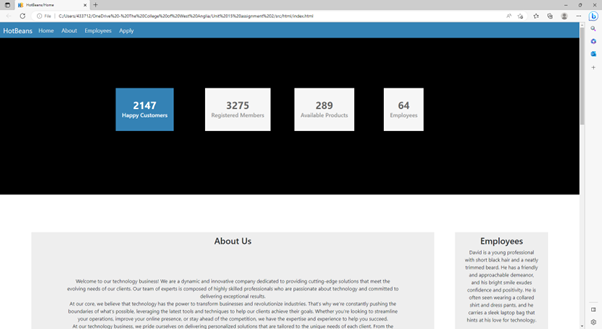 HotBeans/Home
File
C:/Users/433712/OneDrive%20-%20The%20College%20of%20West%20Anglia/Unit%2015%20assignment%202/src/html/index.html
HotBeans Home About Employees Apply
2147 3275 289 64
Happy Customers Registered Members Available Products Employees
About Us
Welcome to our technology business! We are a dynamic and innovative company dedicated to providing cutting-edge solutions that meet the
evolving needs of our clients. Our team of experts is composed of highly skilled professionals who are passionate about technology and committed to
delivering exceptional results.
At our core, we believe that technology has the power to transform businesses and revolutionize industries. That's why we're constantly pushing the
boundaries of what's possible, leveraging the latest tools and techniques to help our clients achieve their goals. Whether you're looking to streamline
your operations, improve your online presence, or stay ahead of the competition, we have the expertise and experience to help you succeed.
At our technology business, we pride ourselves on delivering personalized solutions that are tailored to the unique needs of each client. From the
Employees
David is a young professional
with short black hair and a neatly
trimmed beard. He has a friendly
and approachable demeanor,
and his bright smile exudes
confidence and positivity. He is
often seen wearing a collared
shirt and dress pants, and he
carries a sleek laptop bag that
hints at his love for technology.